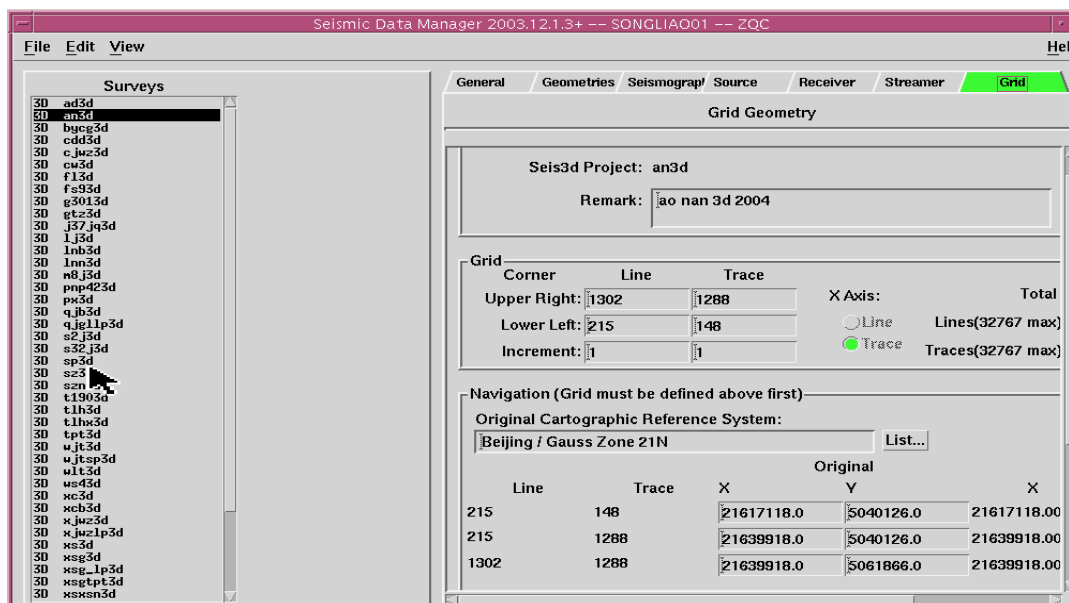 Seismic Data Manager 2003.12.1.3+ -- SONGLIAO01 -- ZQC
File Edit View Hel
Surveys
3D ad3d
3D an3d
3D bycg3d
3D cdd3d
3D cjwz3d
3D cw3d
3D fl3d
3D fs93d
3D g3013d
3D gtz3d
3D j37jq3d
3D lj3d
3D lnb3d
3D lnn3d
3D m8j3d
3D pnp423d
3D px3d
3D qjb3d
3D qjgllp3d
3D s2j3d
3D s32j3d
3D sp3d
3D sz3
3D szn
3D t1903d
3D tlh3d
3D tlhx3d
3D tpt3d
3D wjt3d
3D wjtsp3d
3D wlt3d
3D ws43d
3D xc3d
3D xcb3d
3D xjwz3d
3D xjwzlp3d
3D xs3d
3D xsg3d
3D xsg_lp3d
3D xsgtpt3d
3D xsxsn3d
General Geometries Seismograph Source Receiver Streamer Grid
Grid Geometry
Seis3d Project: an3d
Remark: ao nan 3d 2004
Grid
Corner Line Trace
Upper Right: 1302 1288 X Axis: Total
Lower Left: 215 148 Line Lines(32767 max)
Increment: 1 1 Trace Traces(32767 max)
Navigation (Grid must be defined above first)
Original Cartographic Reference System:
Beijing / Gauss Zone 21N List...
Original
Line Trace X Y X
215 148 21617118.0 5040126.0 21617118.00
215 1288 21639918.0 5040126.0 21639918.00
1302 1288 21639918.0 5061866.0 21639918.00